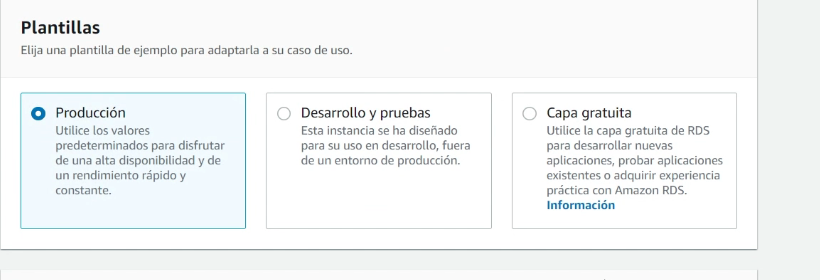 Plantillas
Elija una plantilla de ejemplo para adaptarla a su caso de uso.
Producción
Utilice los valores
predeterminados para disfrutar
de una alta disponibilidad y de
un rendimiento rápido y
constante.
Desarrollo y pruebas
Esta instancia se ha diseñado
para su uso en desarrollo, fuera
de un entorno de producción.
Capa gratuita
Utilice la capa gratuita de RDS
para desarrollar nuevas
aplicaciones, probar aplicaciones
existentes o adquirir experiencia
práctica con Amazon RDS.
Información